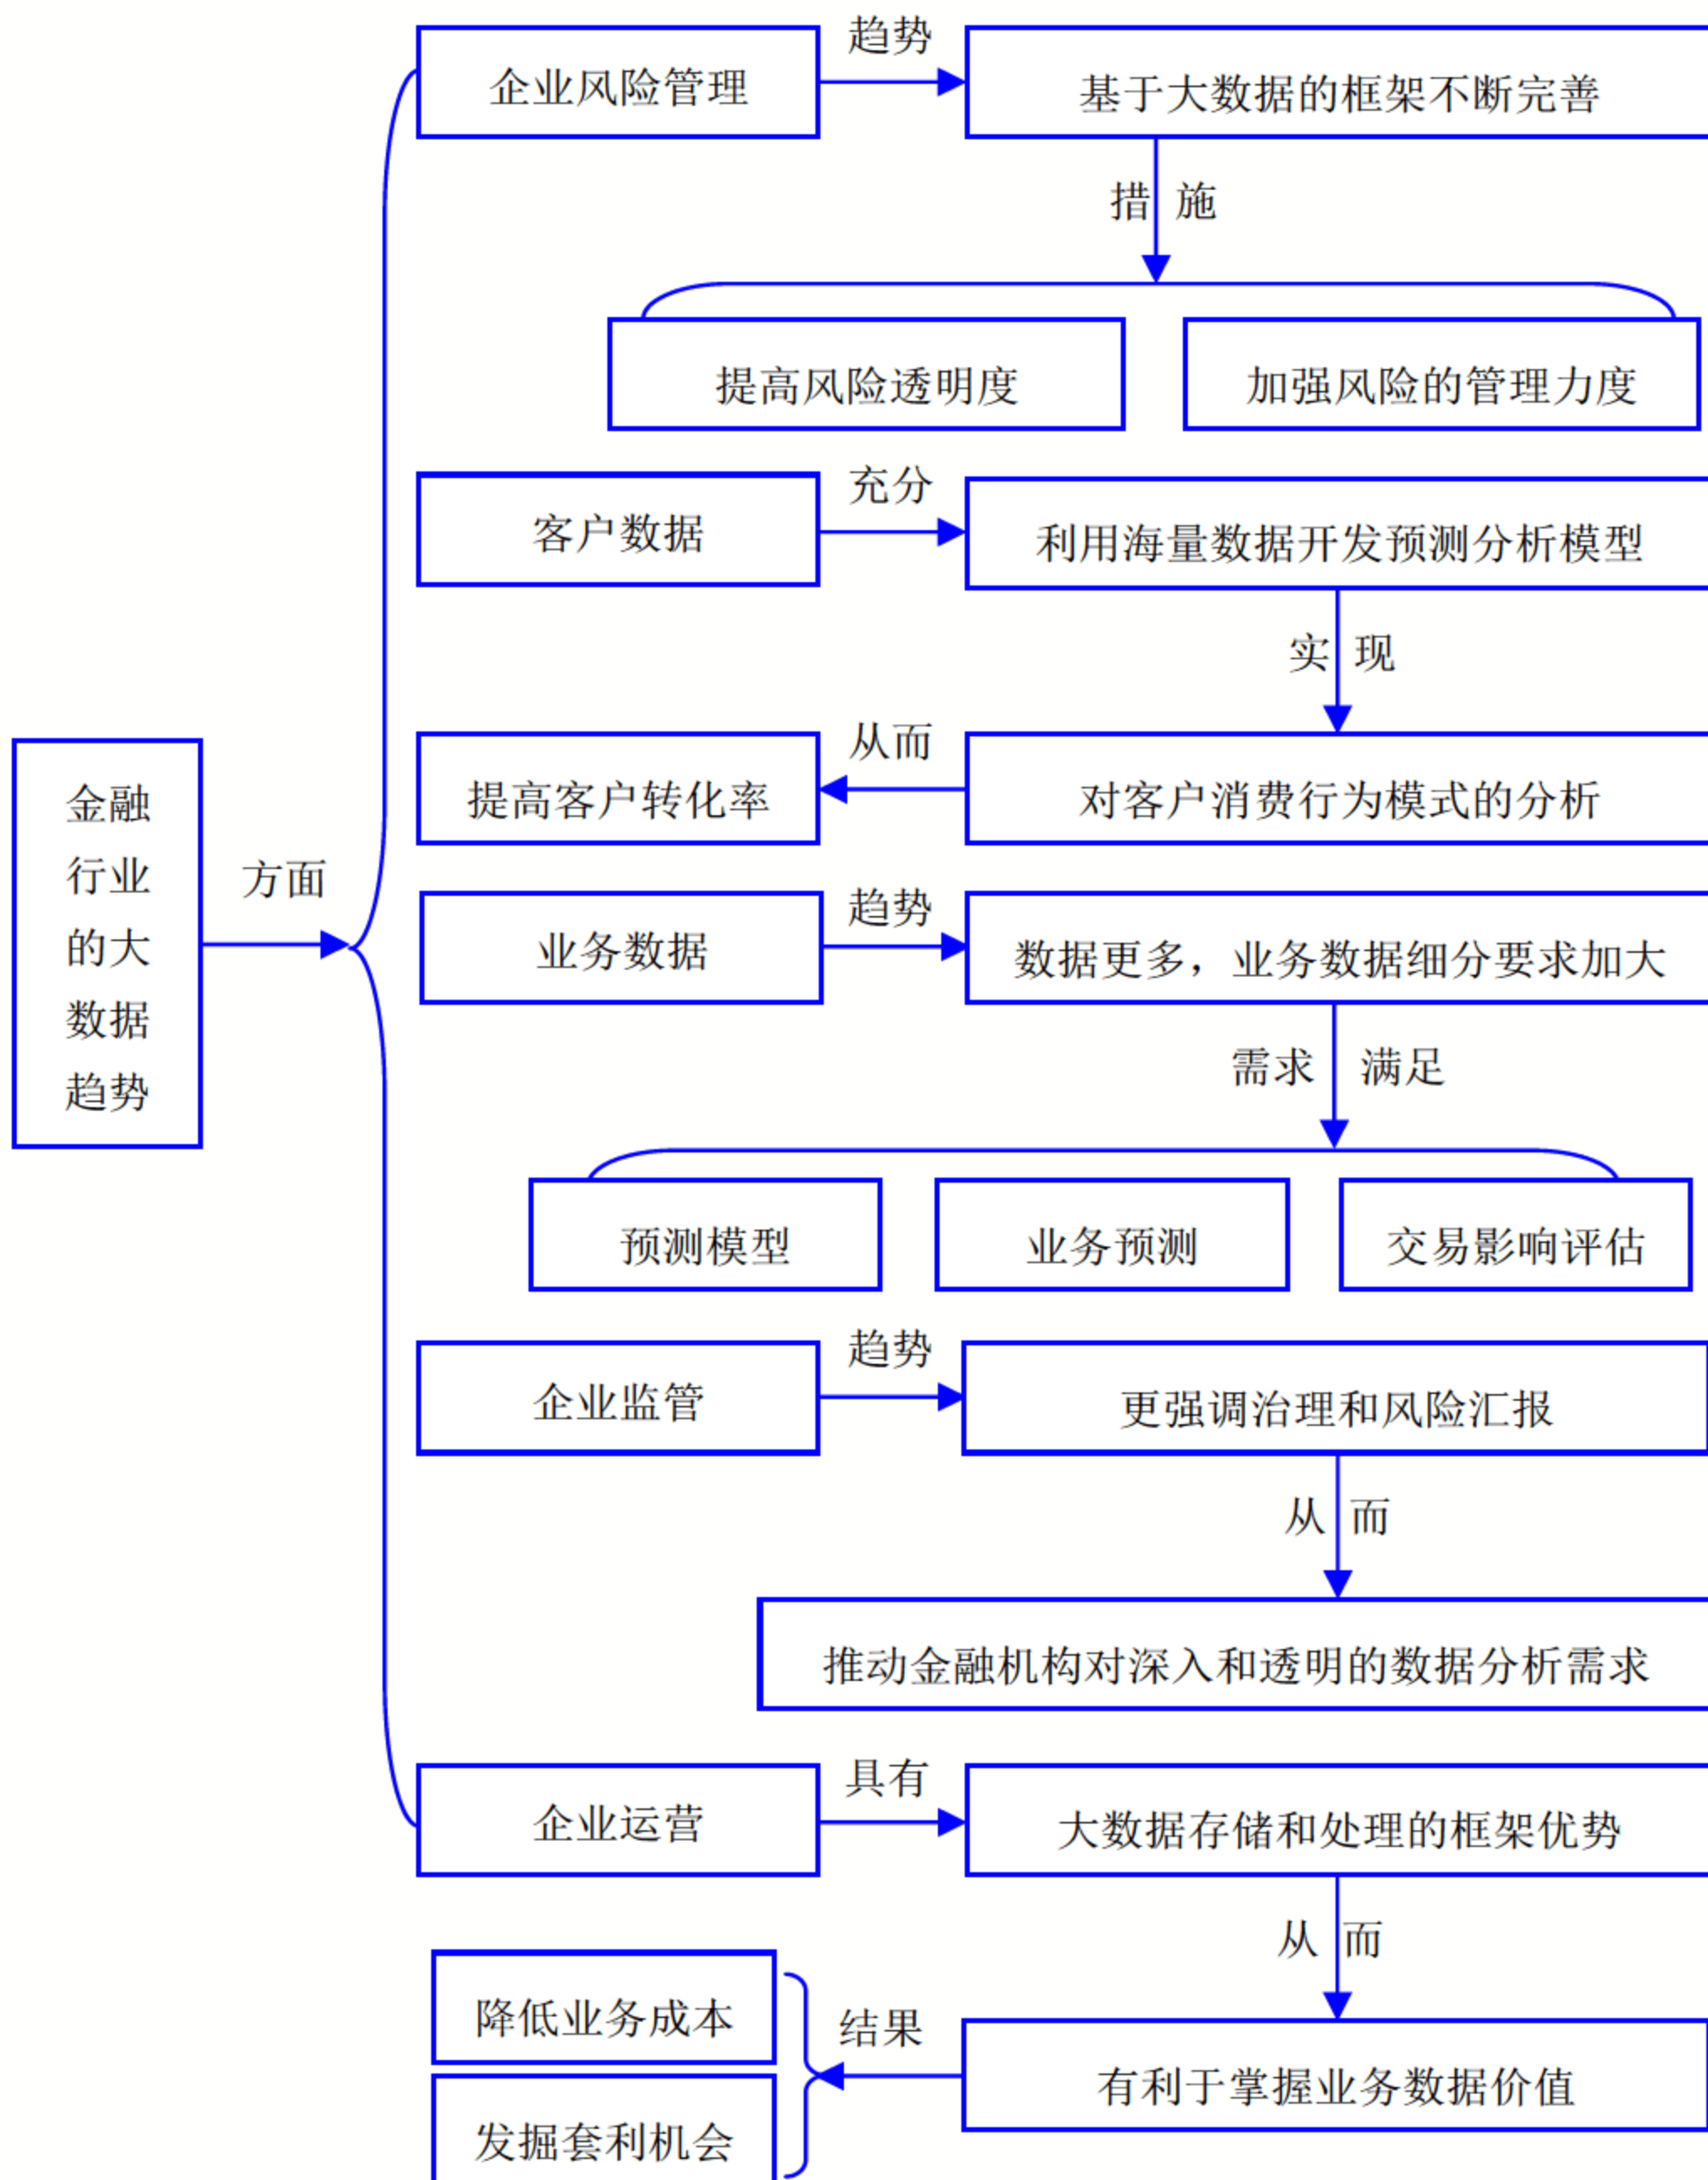 企业风险管理
趋势
基于大数据的框架不断完善
措 施
提高风险透明度
加强风险的管理力度
客户数据
充分
利用海量数据开发预测分析模型
实 现
提高客户转化率
从而
对客户消费行为模式的分析
金融
行业
的大
数据
趋势
方面
业务数据
趋势
数据更多，业务数据细分要求加大
需求 满足
预测模型
业务预测
交易影响评估
企业监管
趋势
更强调治理和风险汇报
从 而
推动金融机构对深入和透明的数据分析需求
企业运营
具有
大数据存储和处理的框架优势
从 而
降低业务成本
发掘套利机会
结果
有利于掌握业务数据价值